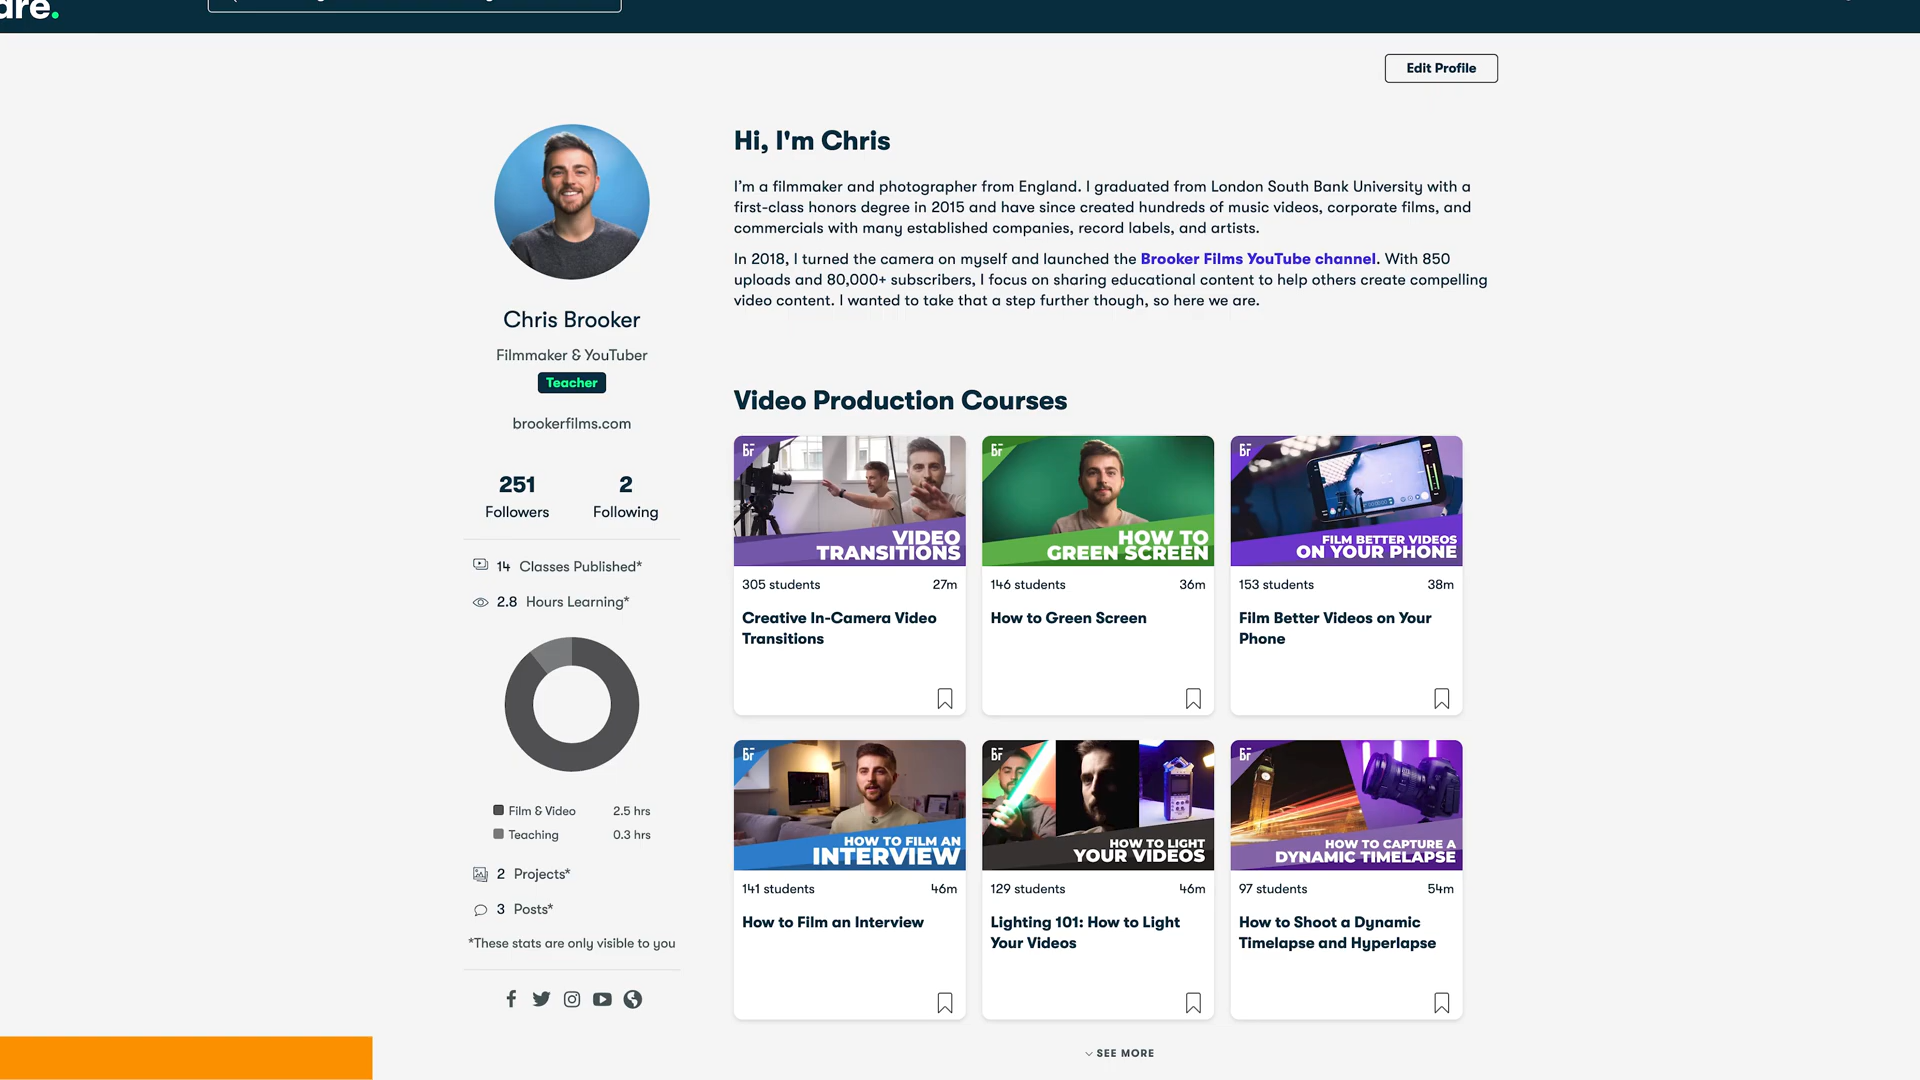 are.
Edit Profile
Chris Brooker
Filmmaker & YouTuber
Teacher
brookerfilms.com
251 2
Followers Following
14 Classes Published*
2.8 Hours Learning*
Film & Video 2.5 hrs
Teaching 0.3 hrs
2 Projects*
3 Posts*
*These stats are only visible to you
Hi, I'm Chris
I'm a filmmaker and photographer from England. I graduated from London South Bank University with a
first-class honors degree in 2015 and have since created hundreds of music videos, corporate films, and
commercials with many established companies, record labels, and artists.
In 2018, I turned the camera on myself and launched the Brooker Films YouTube channel. With 850
uploads and 80,000+ subscribers, I focus on sharing educational content to help others create compelling
video content. I wanted to take that a step further though, so here we are.
Video Production Courses
BF
VIDEO
TRANSITIONS
305 students 27m
Creative In-Camera Video
Transitions
BF
HOW TO
GREEN SCREEN
146 students 36m
How to Green Screen
BF
FILM BETTER VIDEOS
ON YOUR PHONE
153 students 38m
Film Better Videos on Your
Phone
BF
HOW TO FILM AN
INTERVIEW
141 students 46m
How to Film an Interview
BF
HOW TO LIGHT
YOUR VIDEOS
129 students 46m
Lighting 101: How to Light
Your Videos
BF
HOW TO CAPTURE A
DYNAMIC TIMELAPSE
97 students 54m
How to Shoot a Dynamic
Timelapse and Hyperlapse
SEE MORE